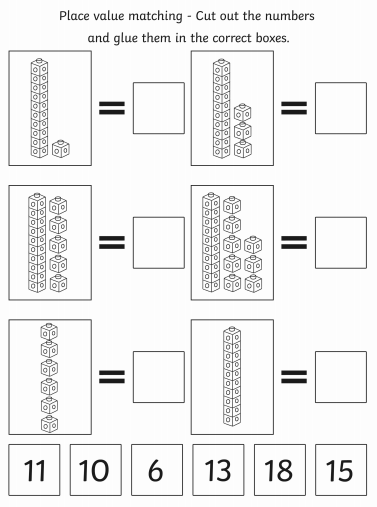 Place value matching - Cut out the numbers
and glue them in the correct boxes.
=
=
=
=
=
=
11 10 6 13 18 15